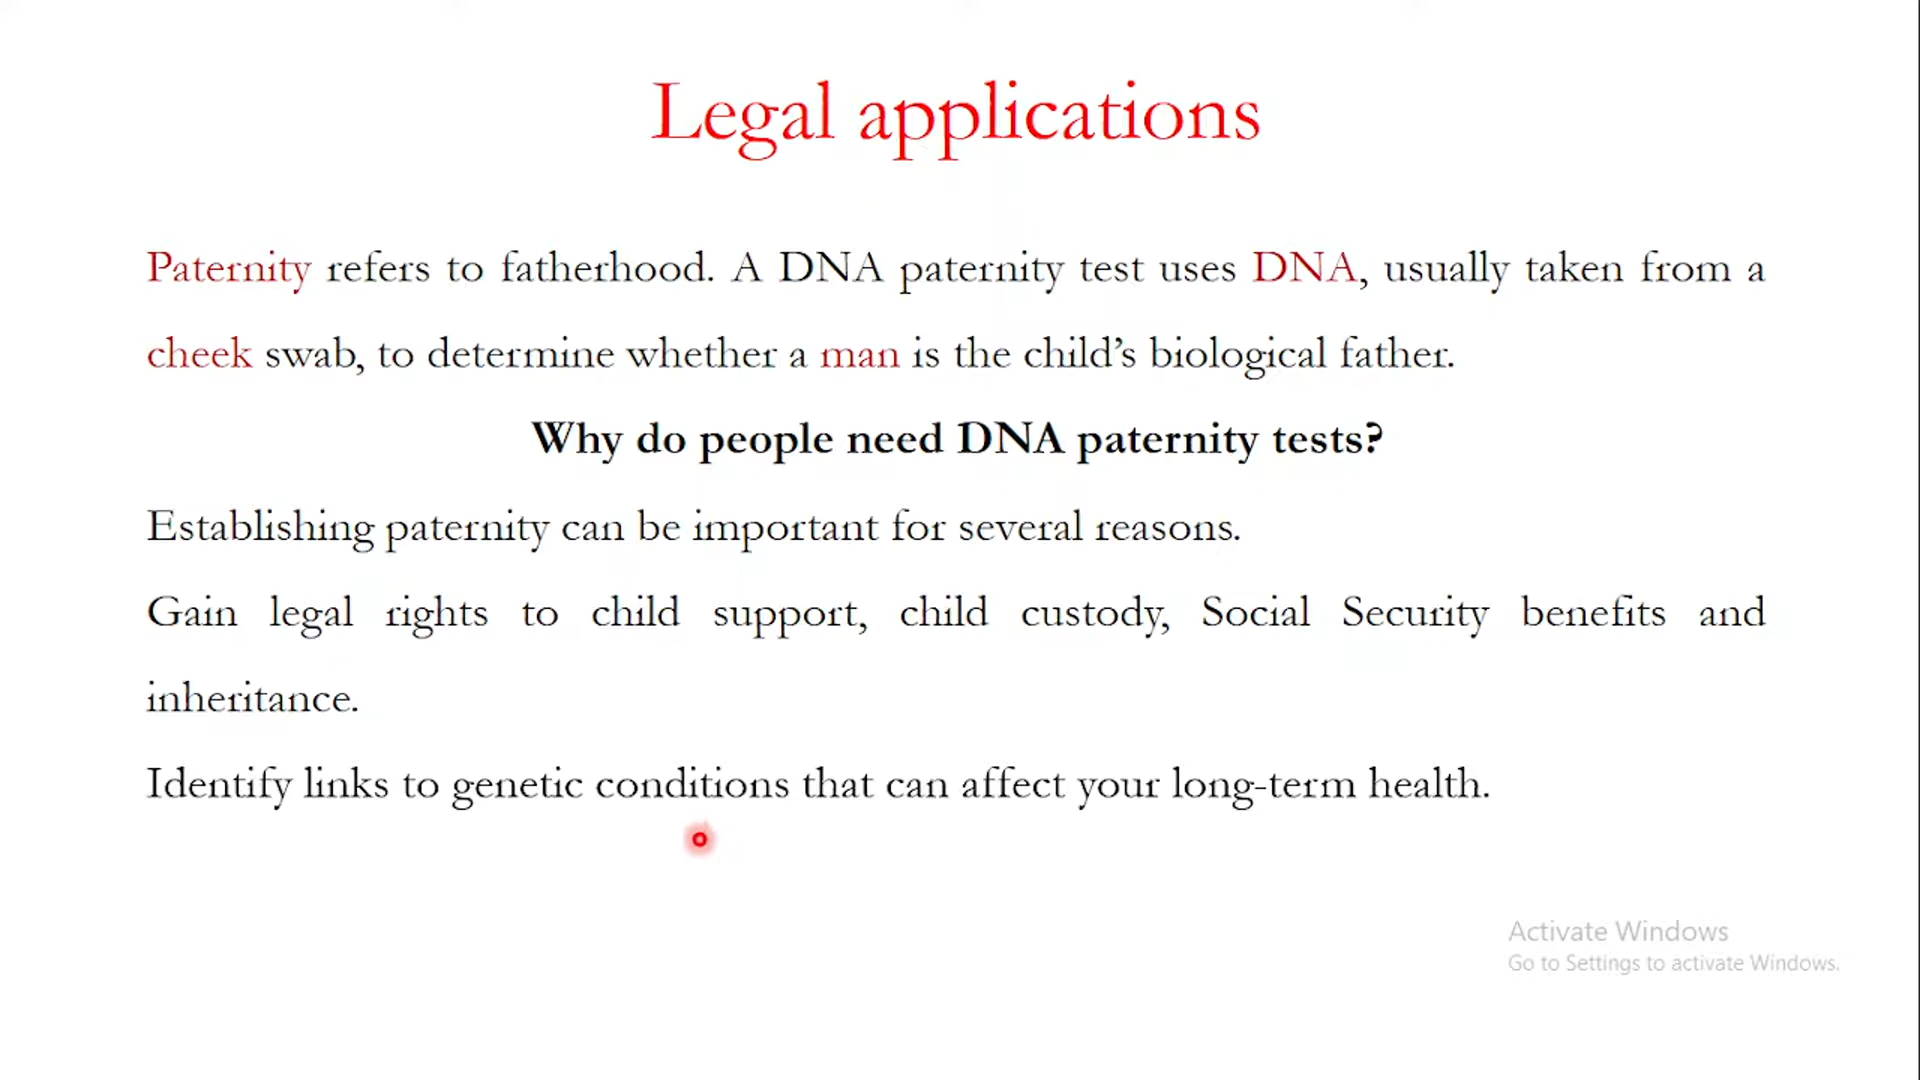 Legal applications
Paternity refers to fatherhood. A DNA paternity test uses DNA, usually taken from a
cheek swab, to determine whether a man is the child’s biological father.
Why do people need DNA paternity tests?
Establishing paternity can be important for several reasons.
Gain legal rights to child support, child custody, Social Security benefits and
inheritance.
Identify links to genetic conditions that can affect your long-term health.
Activate Windows
Go to Settings to activate Windows.